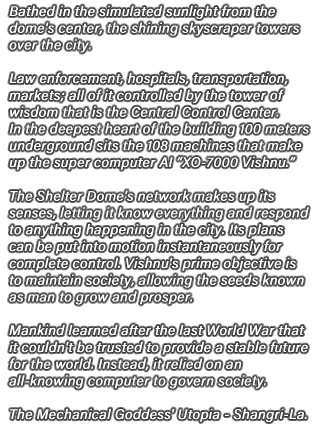 Bathed in the simulated sunlight from the
dome's center, the shining skyscraper towers
over the city.
Law enforcement, hospitals, transportation,
markets; all of it controlled by the tower of
wisdom that is the Central Control Center.
In the deepest heart of the building 100 meters
underground sits the 108 machines that make
up the super computer AI "XO-7000 Vishnu."
The Shelter Dome's network makes up its
senses, letting it know everything and respond
to anything happening in the city. Its plans
can be put into motion instantaneously for
complete control. Vishnu's prime objective is
to maintain society, allowing the seeds known
as man to grow and prosper.
Mankind learned after the last World War that
it couldn't be trusted to provide a stable future
for the world. Instead, it relied on an
all-knowing computer to govern society.
The Mechanical Goddess' Utopia - Shangri-La.